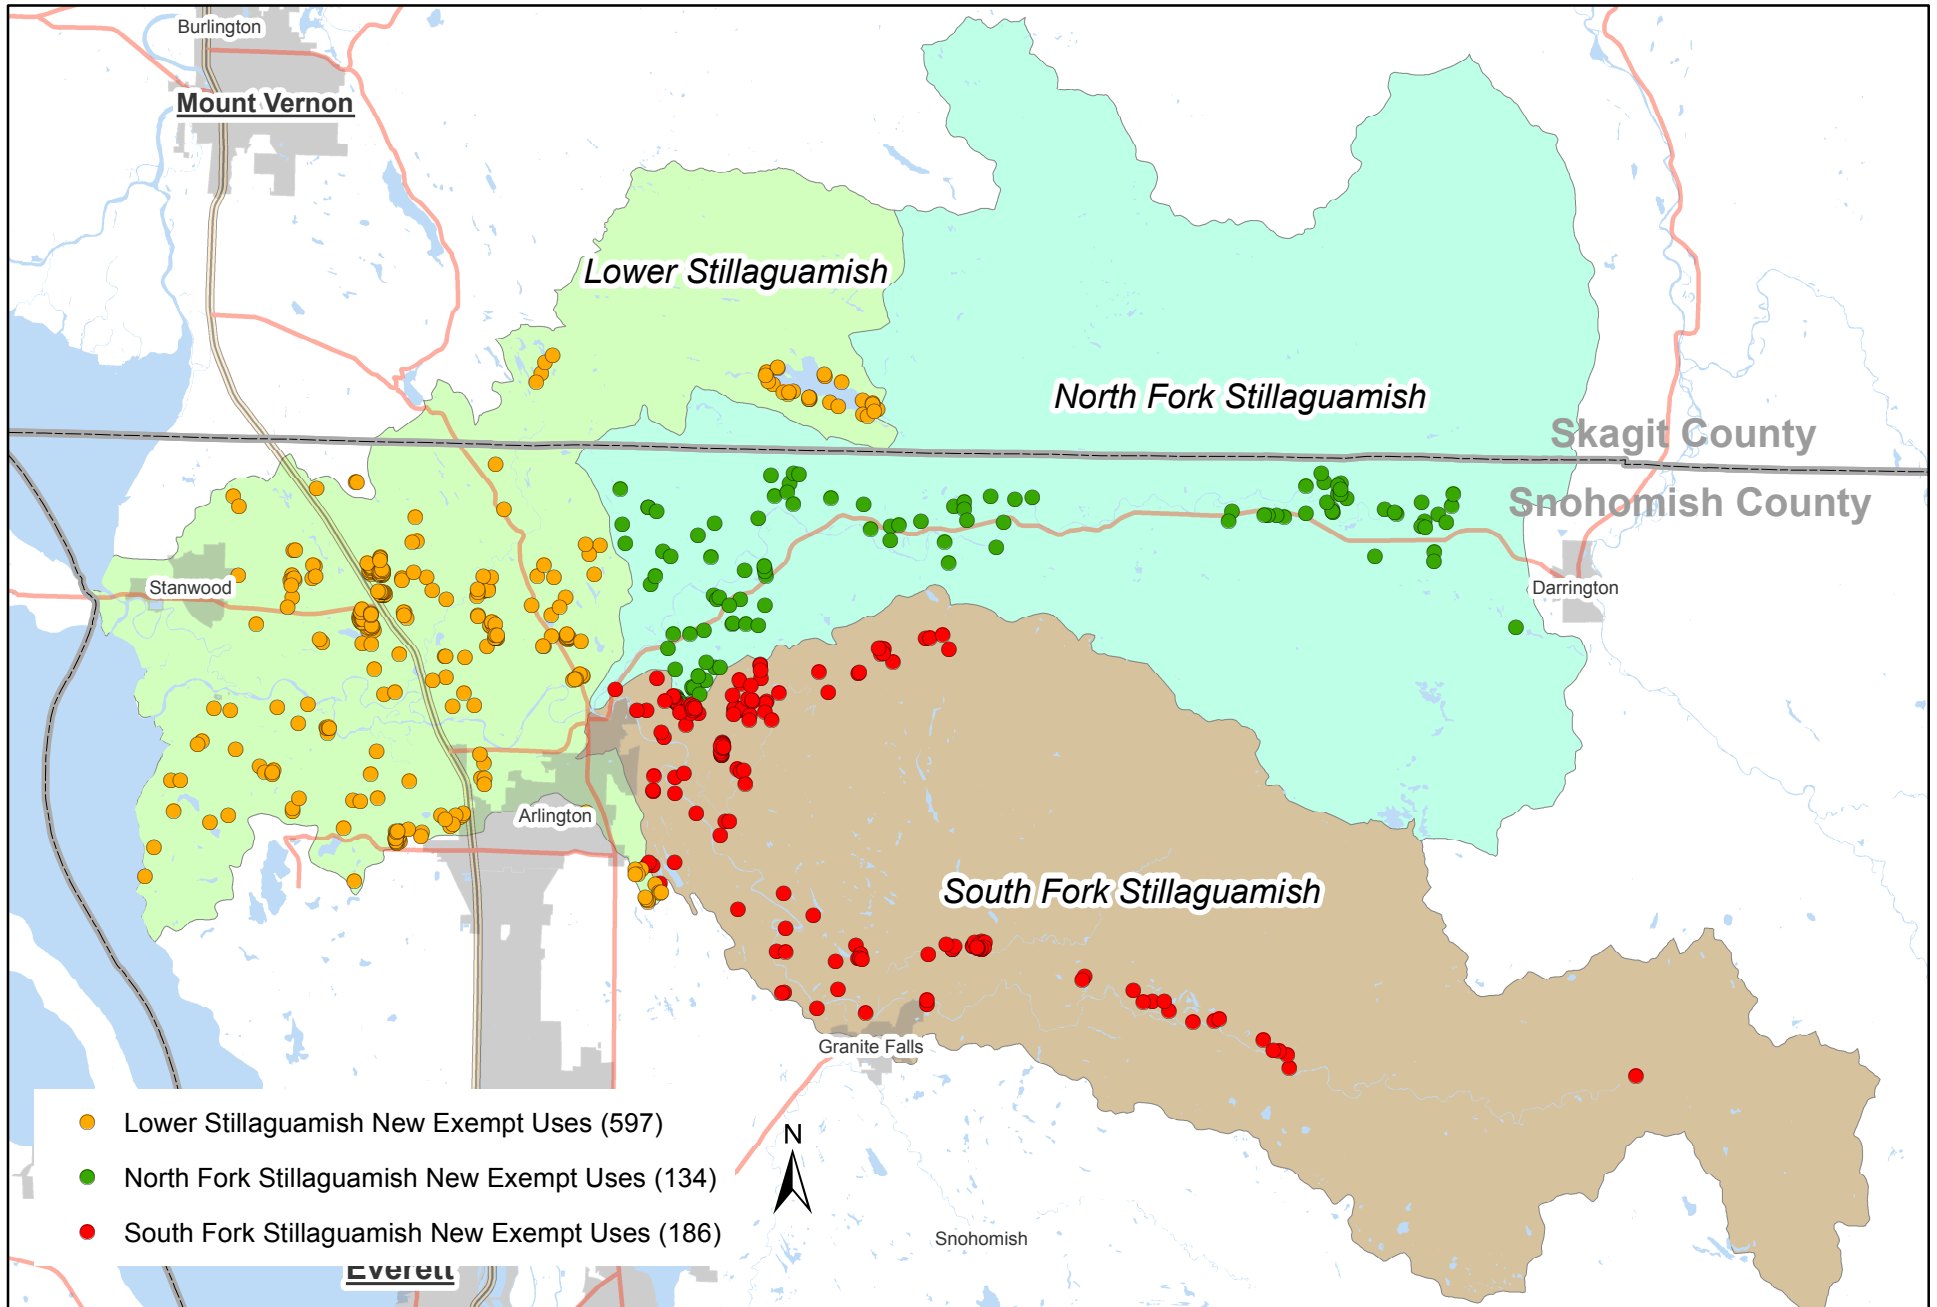 Burlington
Mount Vernon
Lower Stillaguamish
North Fork Stillaguamish
Skagit County
Snohomish County
Stanwood
Darrington
Arlington
South Fork Stillaguamish
Granite Falls
Lower Stillaguamish New Exempt Uses (597)
North Fork Stillaguamish New Exempt Uses (134)
South Fork Stillaguamish New Exempt Uses (186)
N
Snohomish
Everett